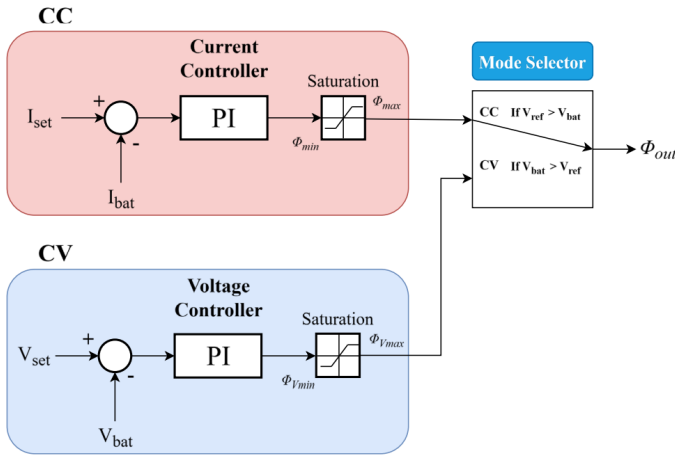 CC
Current
Controller
Saturation
Φmax
+
Iset
PI
-
Φmin
Ibat
Mode Selector
CC If Vref > Vbat
CV If Vbat > Vref
Φout
CV
Voltage
Controller
Saturation
ΦVmax
+
Vset
PI
-
ΦVmin
Vbat